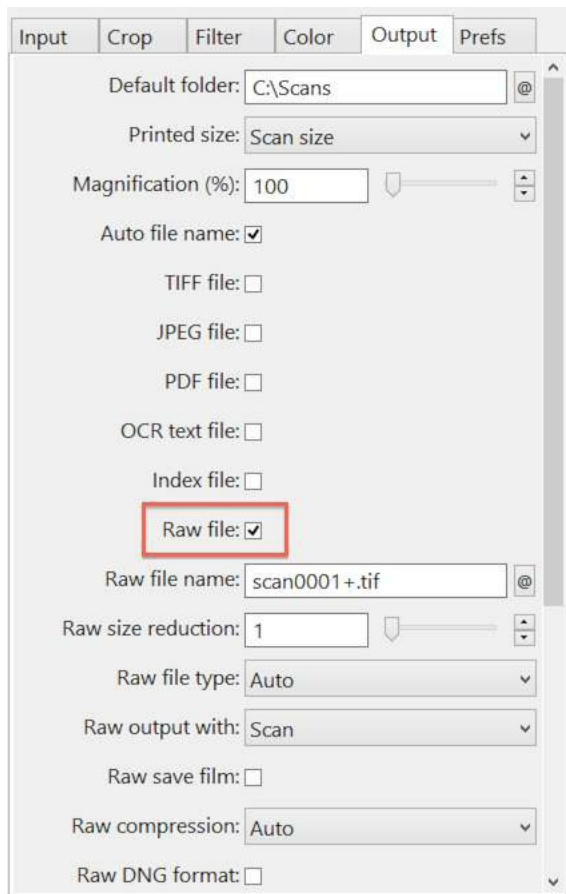 Input Crop Filter Color Output Prefs
Default folder: C:\Scans @
Printed size: Scan size
Magnification (%): 100
Auto file name:
TIFF file:
JPEG file:
PDF file:
OCR text file:
Index file:
Raw file:
Raw file name: scan0001+.tif @
Raw size reduction: 1
Raw file type: Auto
Raw output with: Scan
Raw save film:
Raw compression: Auto
Raw DNG format: